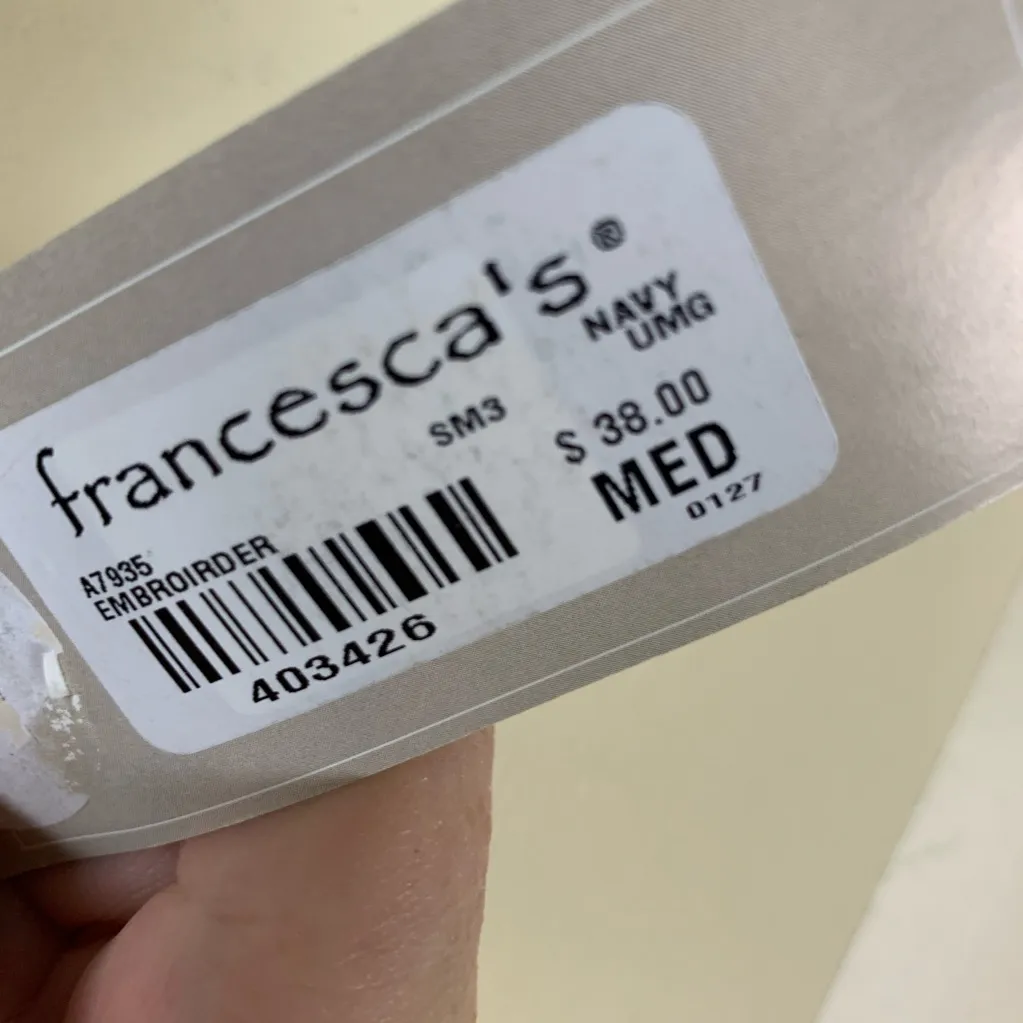 francesca's®
NAVY
UMG
SM3
$ 38.00
MED
0127
A7935
EMBROIRDER
403426